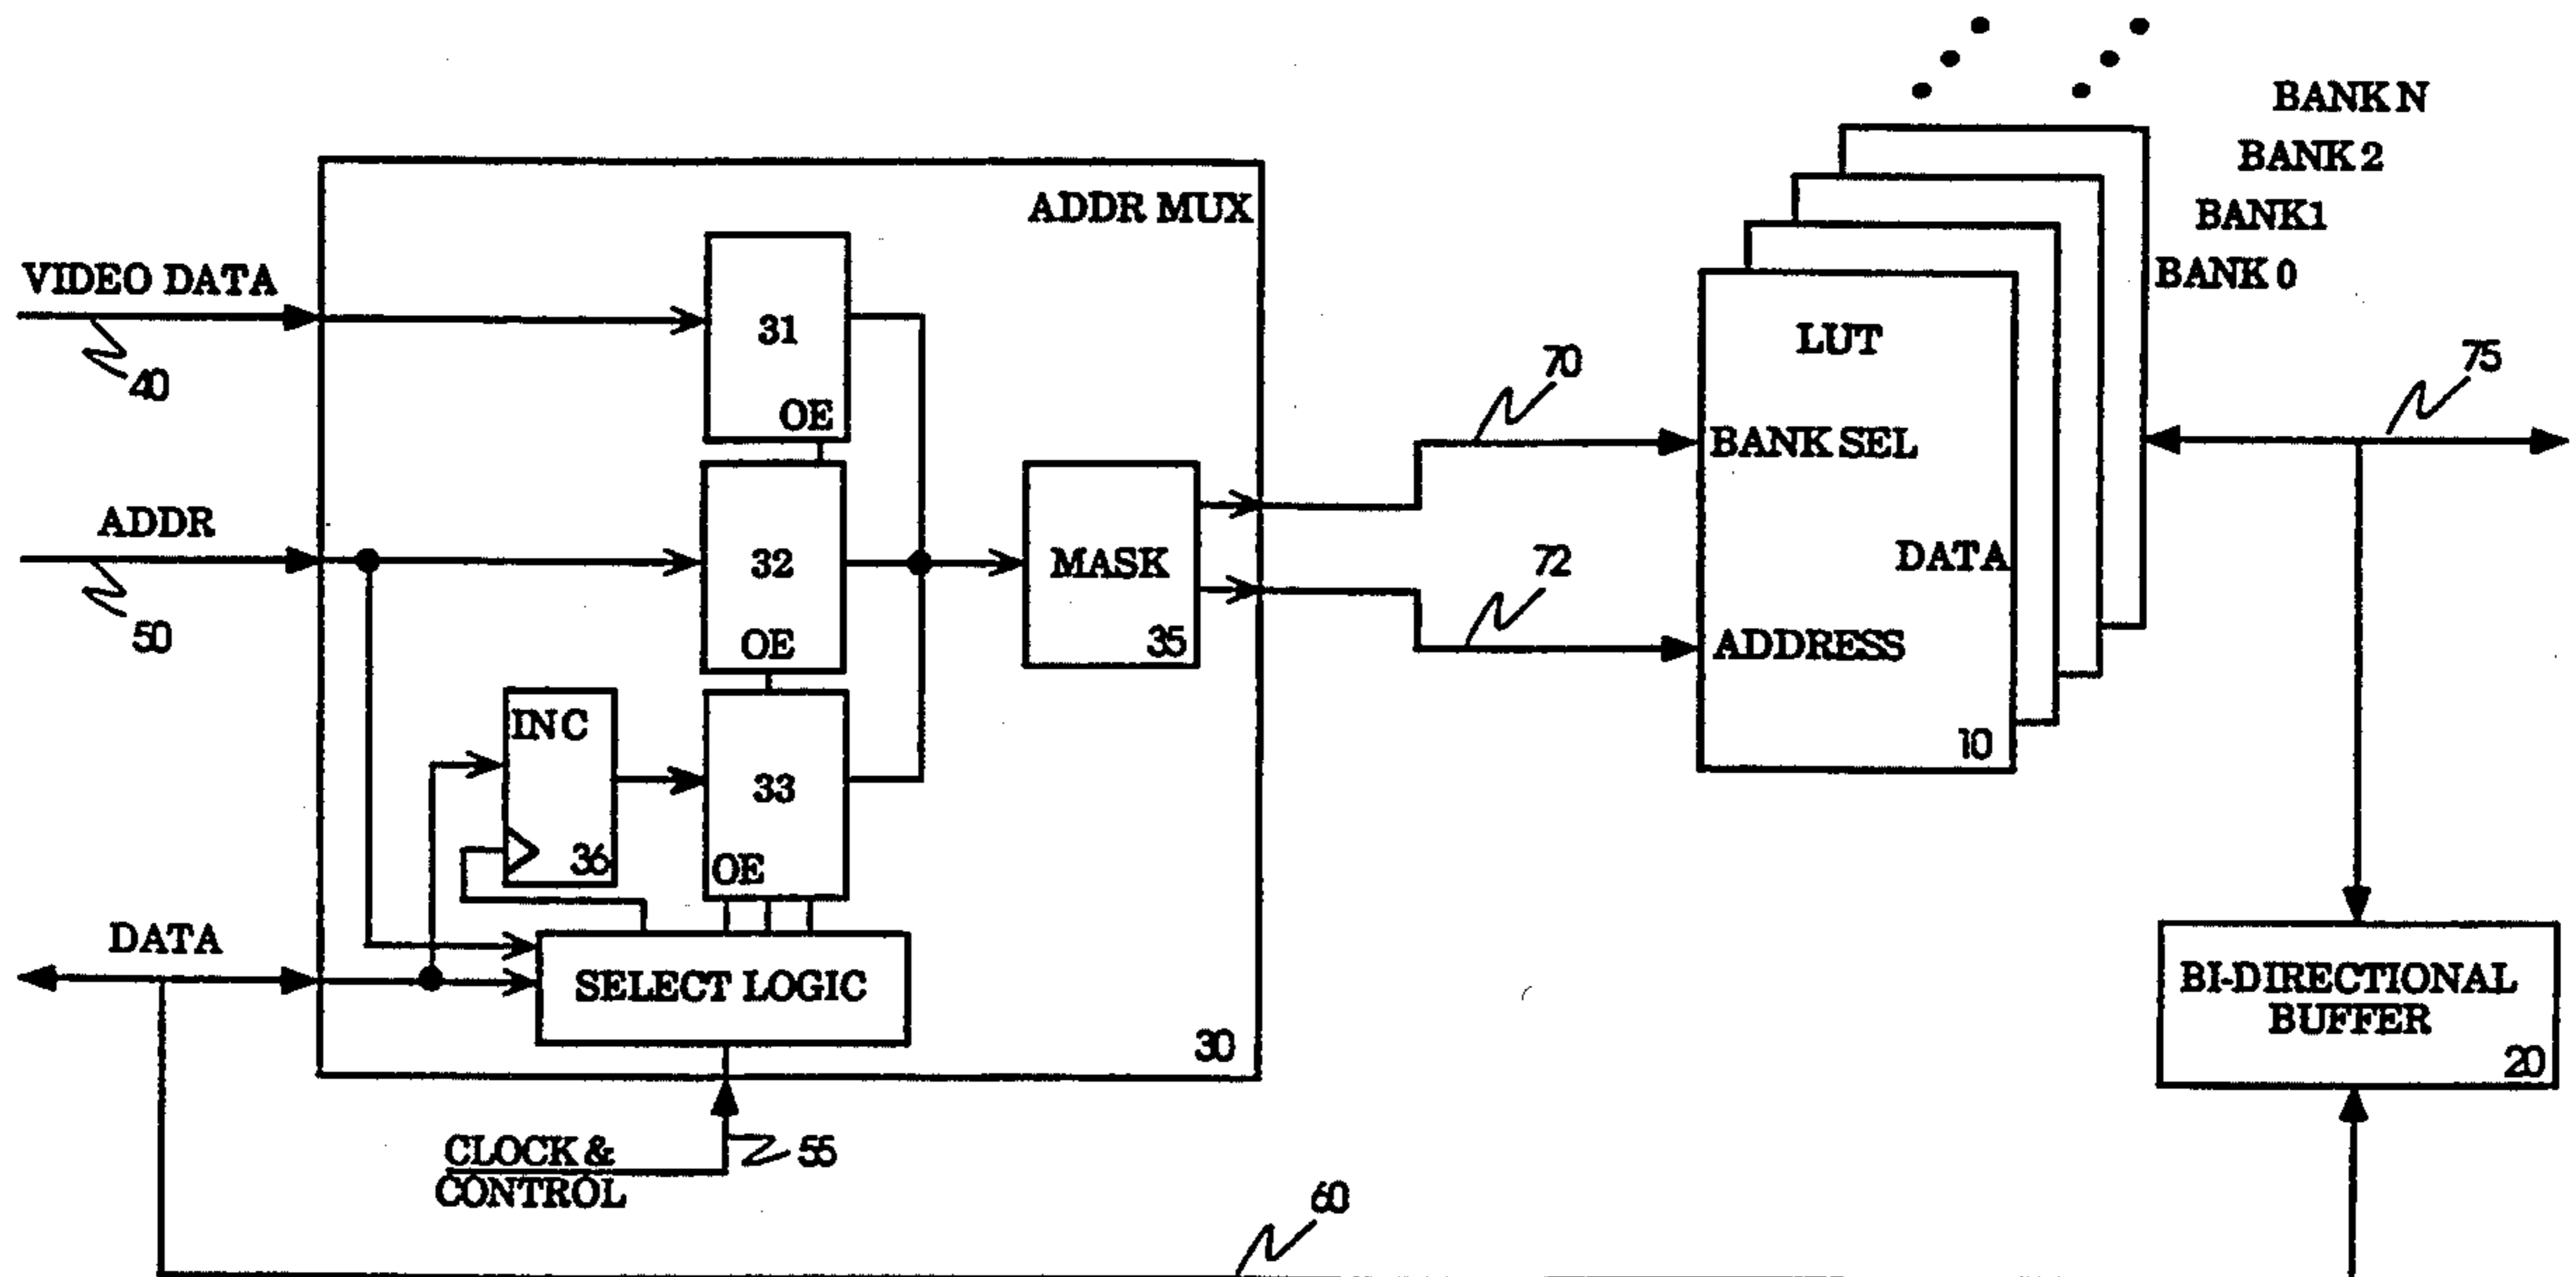 BANK N
BANK 2
BANK1
BANK 0
ADDR MUX
VIDEO DATA
40
31
OE
LUT
70
75
BANK SEL
ADDR
50
32
OE
MASK
35
72
DATA
ADDRESS
10
INC
36
33
OE
DATA
SELECT LOGIC
30
BI-DIRECTIONAL
BUFFER
20
CLOCK &
CONTROL
55
60